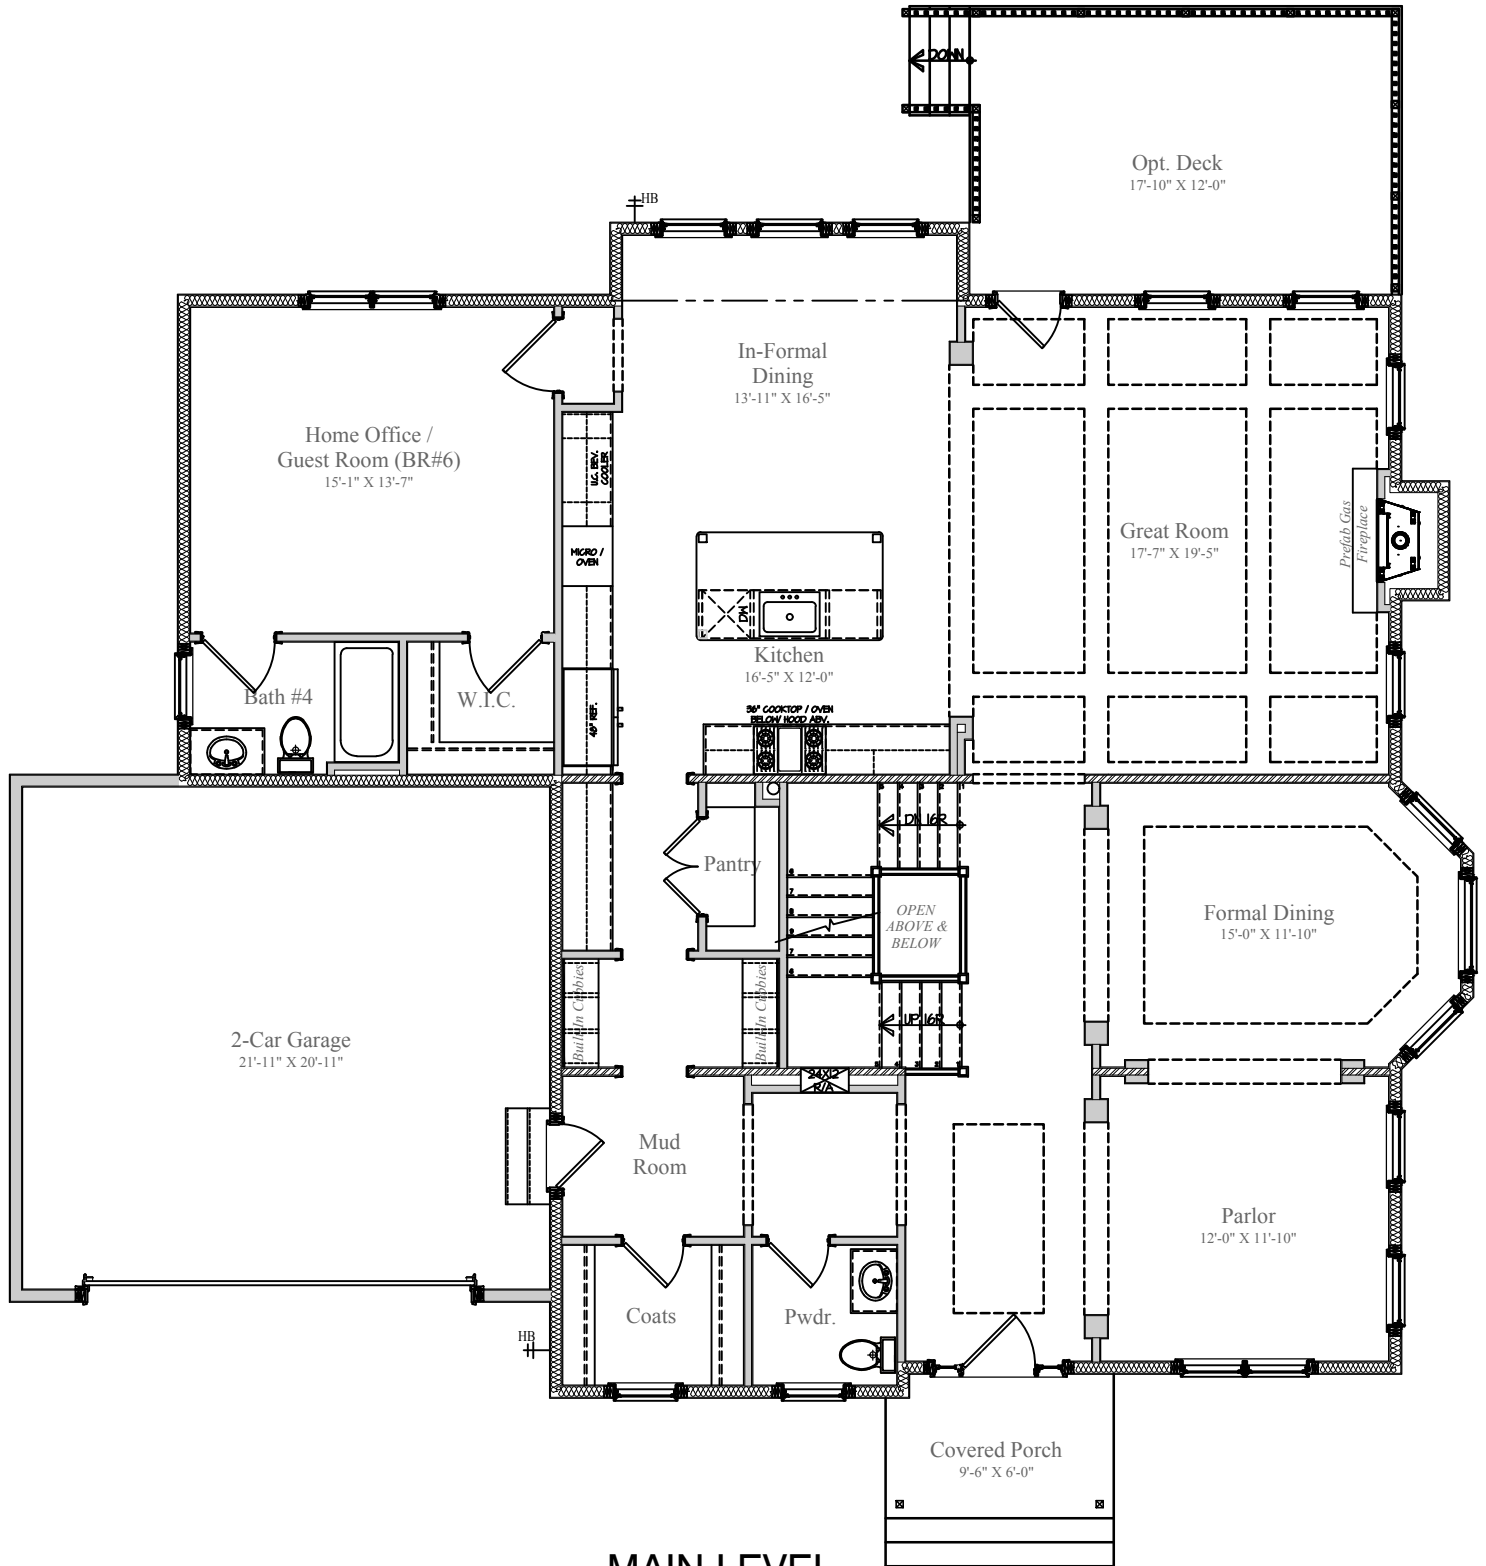 DOWN
Opt. Deck
17'-10" X 12'-0"
HB
In-Formal
Dining
13'-11" X 16'-5"
Home Office /
Guest Room (BR#6)
15'-1" X 13'-7"
U.C. BEV.
COOLER
MICRO /
OVEN
Great Room
17'-7" X 19'-5"
Prefab Gas
Fireplace
DW
Kitchen
16'-5" X 12'-0"
36" COOKTOP / OVEN
BELOW/ HOOD ABV.
Bath #4
W.I.C.
48" REF.
DN 16R
Pantry
OPEN
ABOVE &
BELOW
Formal Dining
15'-0" X 11'-10"
Built-In Cubbies
Built-In Cubbies
UP 16R
2-Car Garage
21'-11" X 20'-11"
24X12
R/A
Mud
Room
Parlor
12'-0" X 11'-10"
Coats
Pwdr.
HB
Covered Porch
9'-6" X 6'-0"
MAIN LEVEL